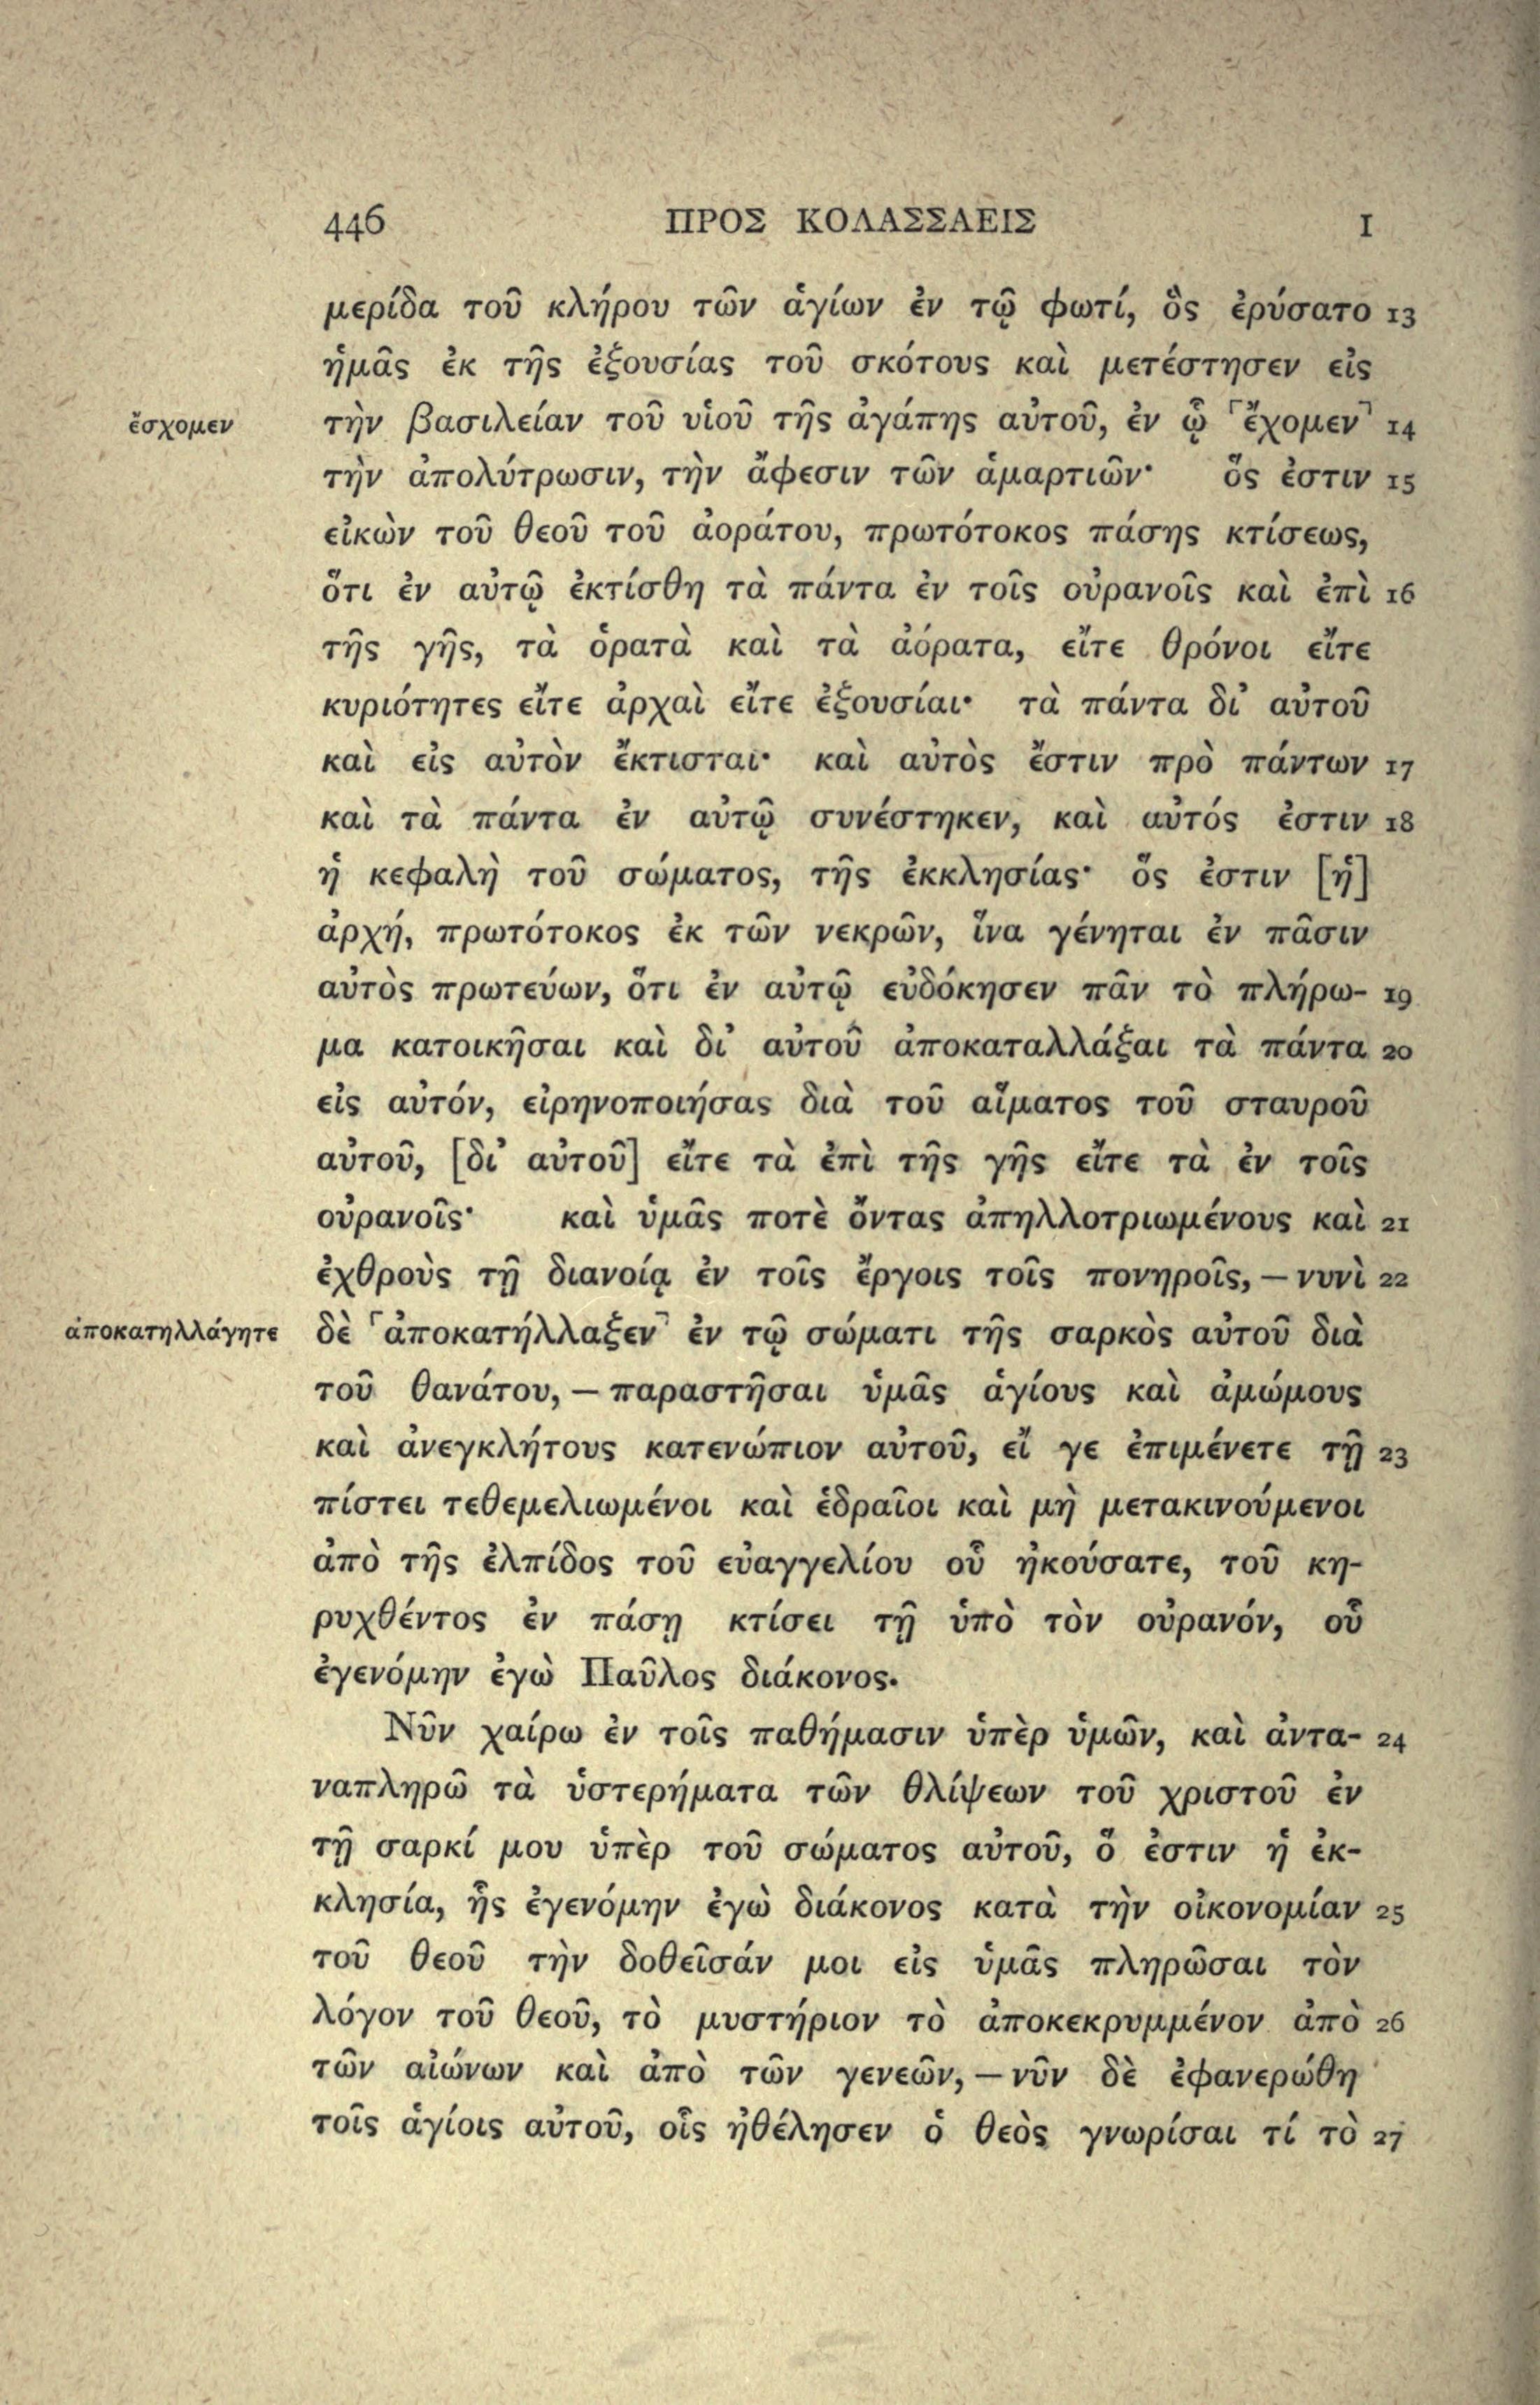 446 ΠΡΟΣ ΚΟΛΑΣΣΑΕΙΣ I
μερίδα τοῦ κλήρου τῶν ἁγίων ἐν τῷ φωτί, ὃς ἐρύσατο 13
ἡμᾶς ἐκ τῆς ἐξουσίας τοῦ σκότους καὶ μετέστησεν εἰς
ἔσχομεν τὴν βασιλείαν τοῦ υἱοῦ τῆς ἀγάπης αὐτοῦ, ἐν ᾧ ⸀ἔχομεν⸣ 14
τὴν ἀπολύτρωσιν, τὴν ἄφεσιν τῶν ἁμαρτιῶν· ὅς ἐστιν 15
εἰκὼν τοῦ θεοῦ τοῦ ἀοράτου, πρωτότοκος πάσης κτίσεως,
ὅτι ἐν αὐτῷ ἐκτίσθη τὰ πάντα ἐν τοῖς οὐρανοῖς καὶ ἐπὶ 16
τῆς γῆς, τὰ ὁρατὰ καὶ τὰ ἀόρατα, εἴτε θρόνοι εἴτε
κυριότητες εἴτε ἀρχαὶ εἴτε ἐξουσίαι· τὰ πάντα δι᾽ αὐτοῦ
καὶ εἰς αὐτὸν ἔκτισται· καὶ αὐτὸς ἔστιν πρὸ πάντων 17
καὶ τὰ πάντα ἐν αὐτῷ συνέστηκεν, καὶ αὐτός ἐστιν 18
ἡ κεφαλὴ τοῦ σώματος, τῆς ἐκκλησίας· ὅς ἐστιν [ἡ]
ἀρχή, πρωτότοκος ἐκ τῶν νεκρῶν, ἵνα γένηται ἐν πᾶσιν
αὐτὸς πρωτεύων, ὅτι ἐν αὐτῷ εὐδόκησεν πᾶν τὸ πλήρω- 19
μα κατοικῆσαι καὶ δι᾽ αὐτοῦ ἀποκαταλλάξαι τὰ πάντα 20
εἰς αὐτόν, εἰρηνοποιήσας διὰ τοῦ αἵματος τοῦ σταυροῦ
αὐτοῦ, [δι᾽ αὐτοῦ] εἴτε τὰ ἐπὶ τῆς γῆς εἴτε τὰ ἐν τοῖς
οὐρανοῖς· καὶ ὑμᾶς ποτὲ ὄντας ἀπηλλοτριωμένους καὶ 21
ἐχθροὺς τῇ διανοίᾳ ἐν τοῖς ἔργοις τοῖς πονηροῖς, — νυνὶ 22
ἀποκατηλλάγητε δὲ ⸀ἀποκατήλλαξεν⸣ ἐν τῷ σώματι τῆς σαρκὸς αὐτοῦ διὰ
τοῦ θανάτου, — παραστῆσαι ὑμᾶς ἁγίους καὶ ἀμώμους
καὶ ἀνεγκλήτους κατενώπιον αὐτοῦ, εἴ γε ἐπιμένετε τῇ 23
πίστει τεθεμελιωμένοι καὶ ἑδραῖοι καὶ μὴ μετακινούμενοι
ἀπὸ τῆς ἐλπίδος τοῦ εὐαγγελίου οὗ ἠκούσατε, τοῦ κη-
ρυχθέντος ἐν πάσῃ κτίσει τῇ ὑπὸ τὸν οὐρανόν, οὗ
ἐγενόμην ἐγὼ Παῦλος διάκονος.
Νῦν χαίρω ἐν τοῖς παθήμασιν ὑπὲρ ὑμῶν, καὶ ἀντα- 24
ναπληρῶ τὰ ὑστερήματα τῶν θλίψεων τοῦ χριστοῦ ἐν
τῇ σαρκί μου ὑπὲρ τοῦ σώματος αὐτοῦ, ὅ ἐστιν ἡ ἐκ-
κλησία, ἧς ἐγενόμην ἐγὼ διάκονος κατὰ τὴν οἰκονομίαν 25
τοῦ θεοῦ τὴν δοθεῖσάν μοι εἰς ὑμᾶς πληρῶσαι τὸν
λόγον τοῦ θεοῦ, τὸ μυστήριον τὸ ἀποκεκρυμμένον ἀπὸ 26
τῶν αἰώνων καὶ ἀπὸ τῶν γενεῶν, — νῦν δὲ ἐφανερώθη
τοῖς ἁγίοις αὐτοῦ, οἷς ἠθέλησεν ὁ θεὸς γνωρίσαι τί τὸ 27